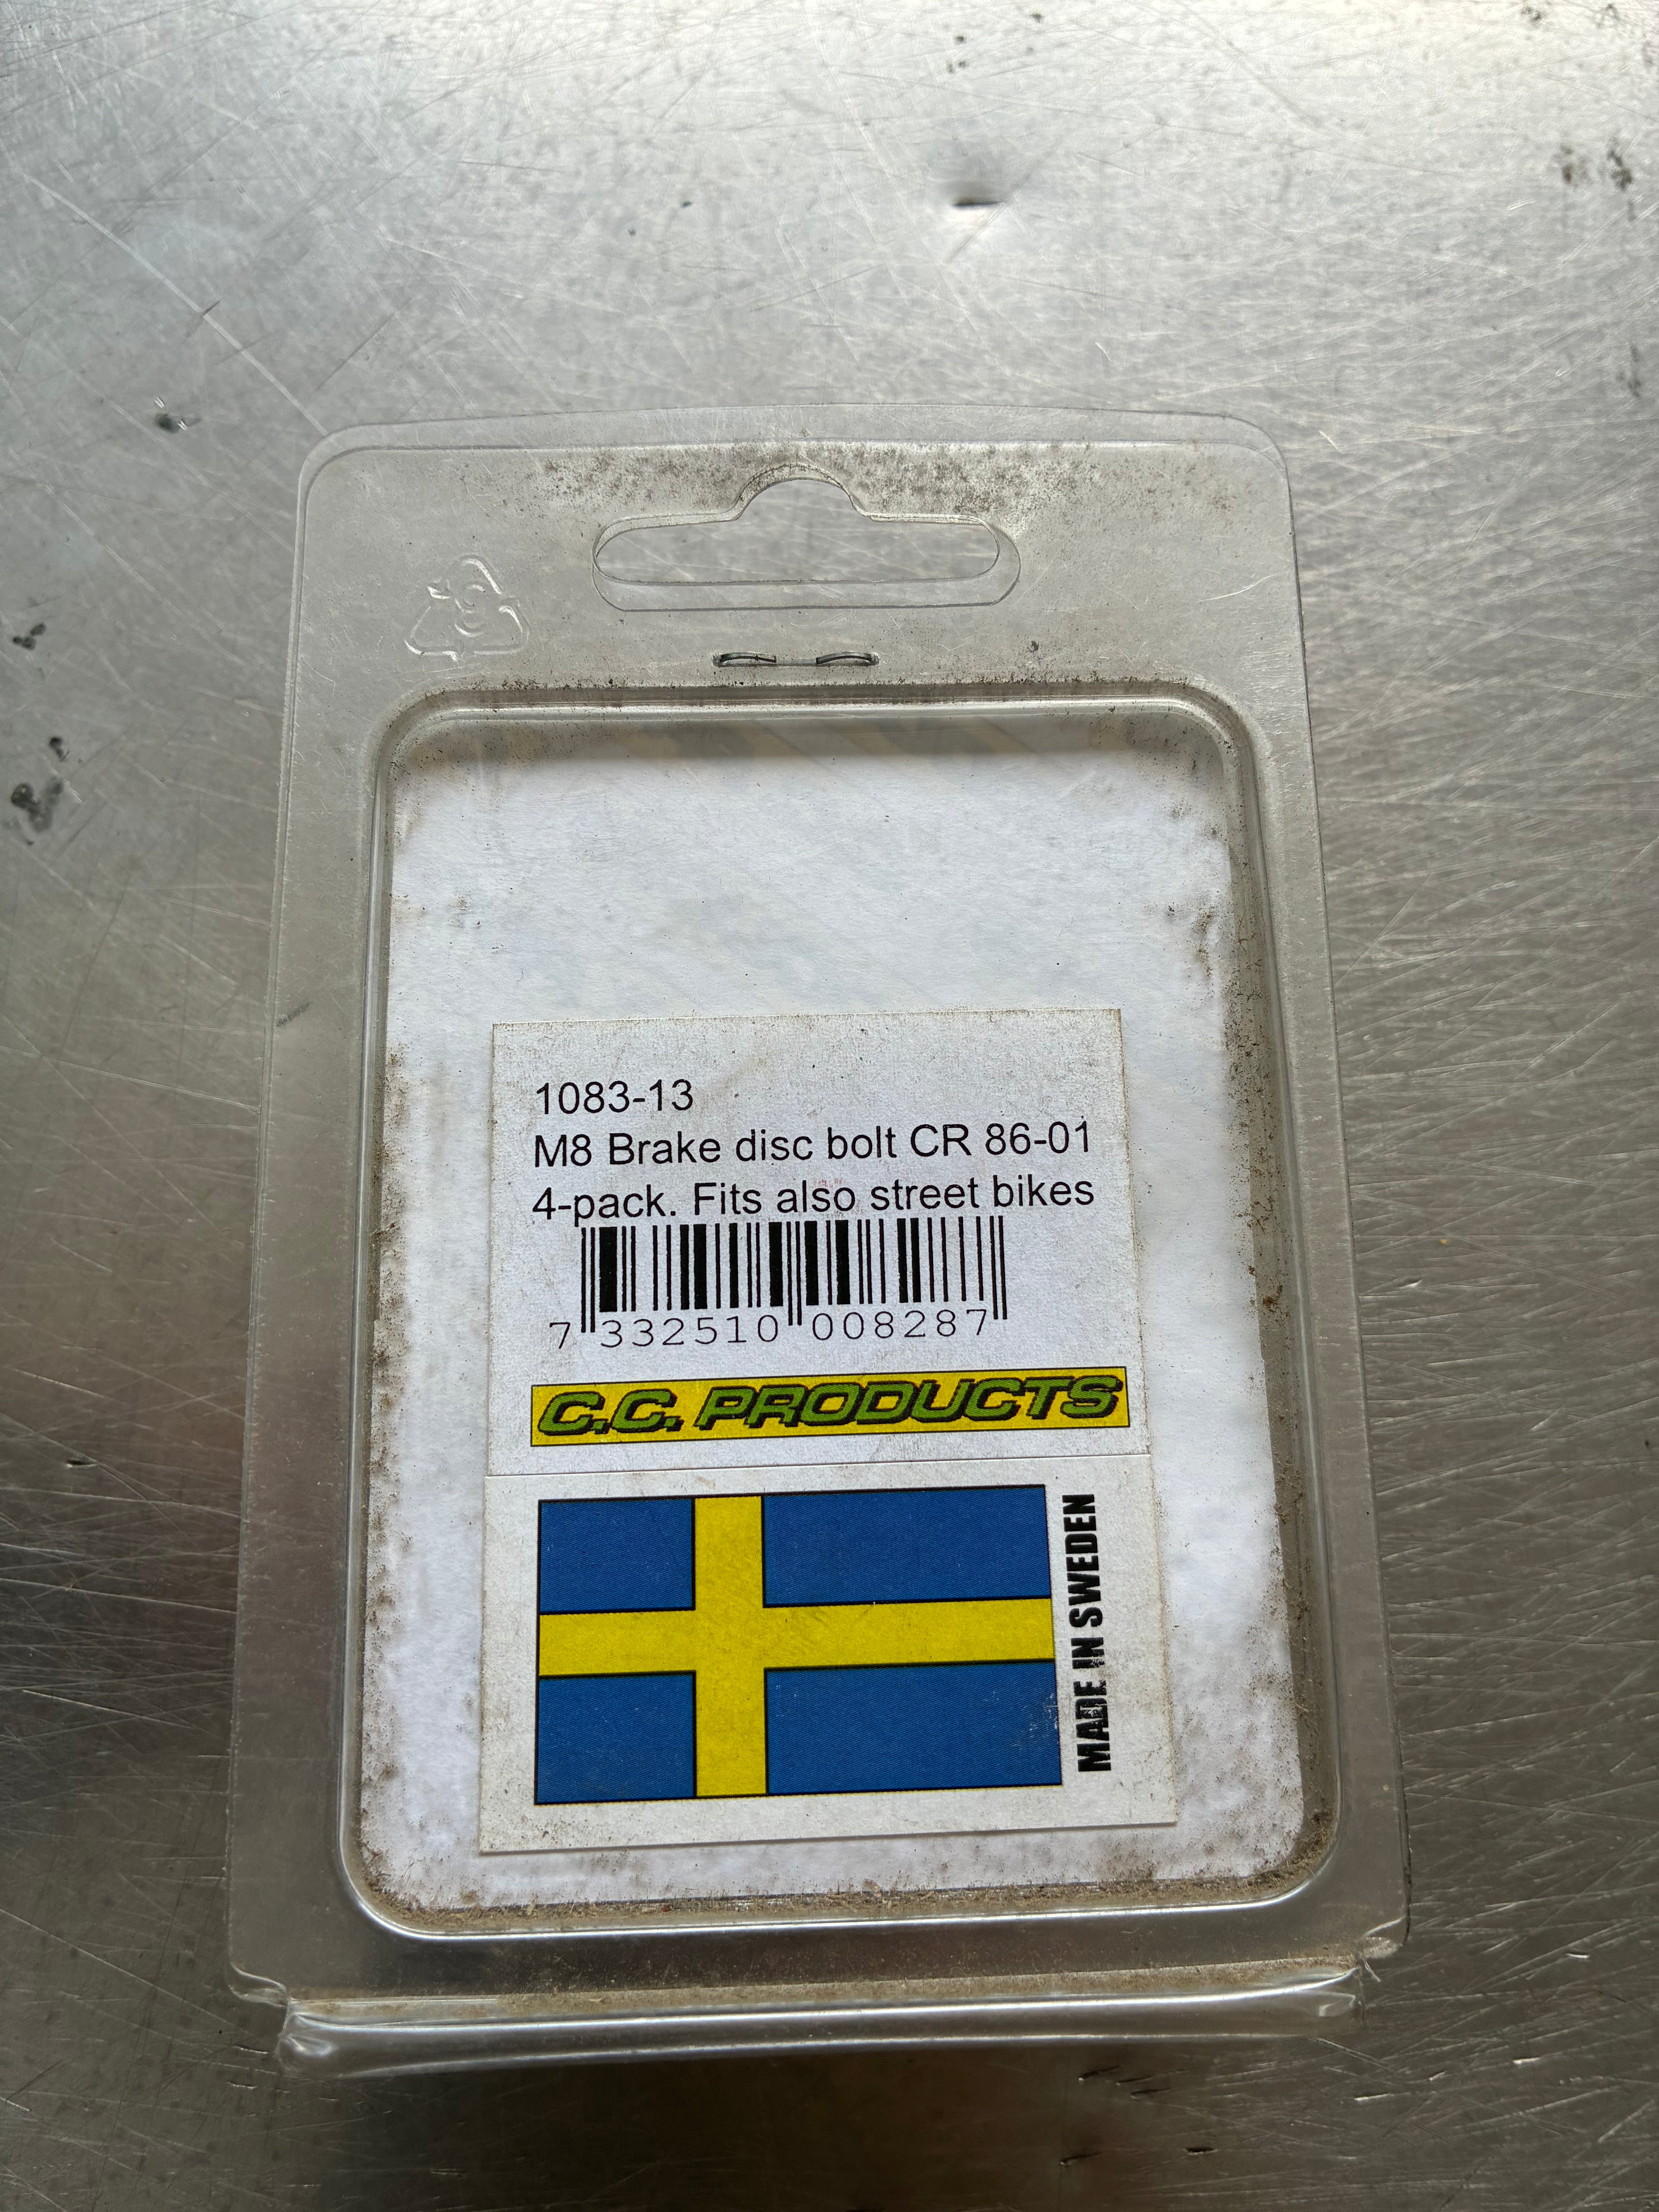 1083-13
M8 Brake disc bolt CR 86-01
4-pack. Fits also street bikes
7 332510 008287
C.C. PRODUCTS
MADE IN SWEDEN